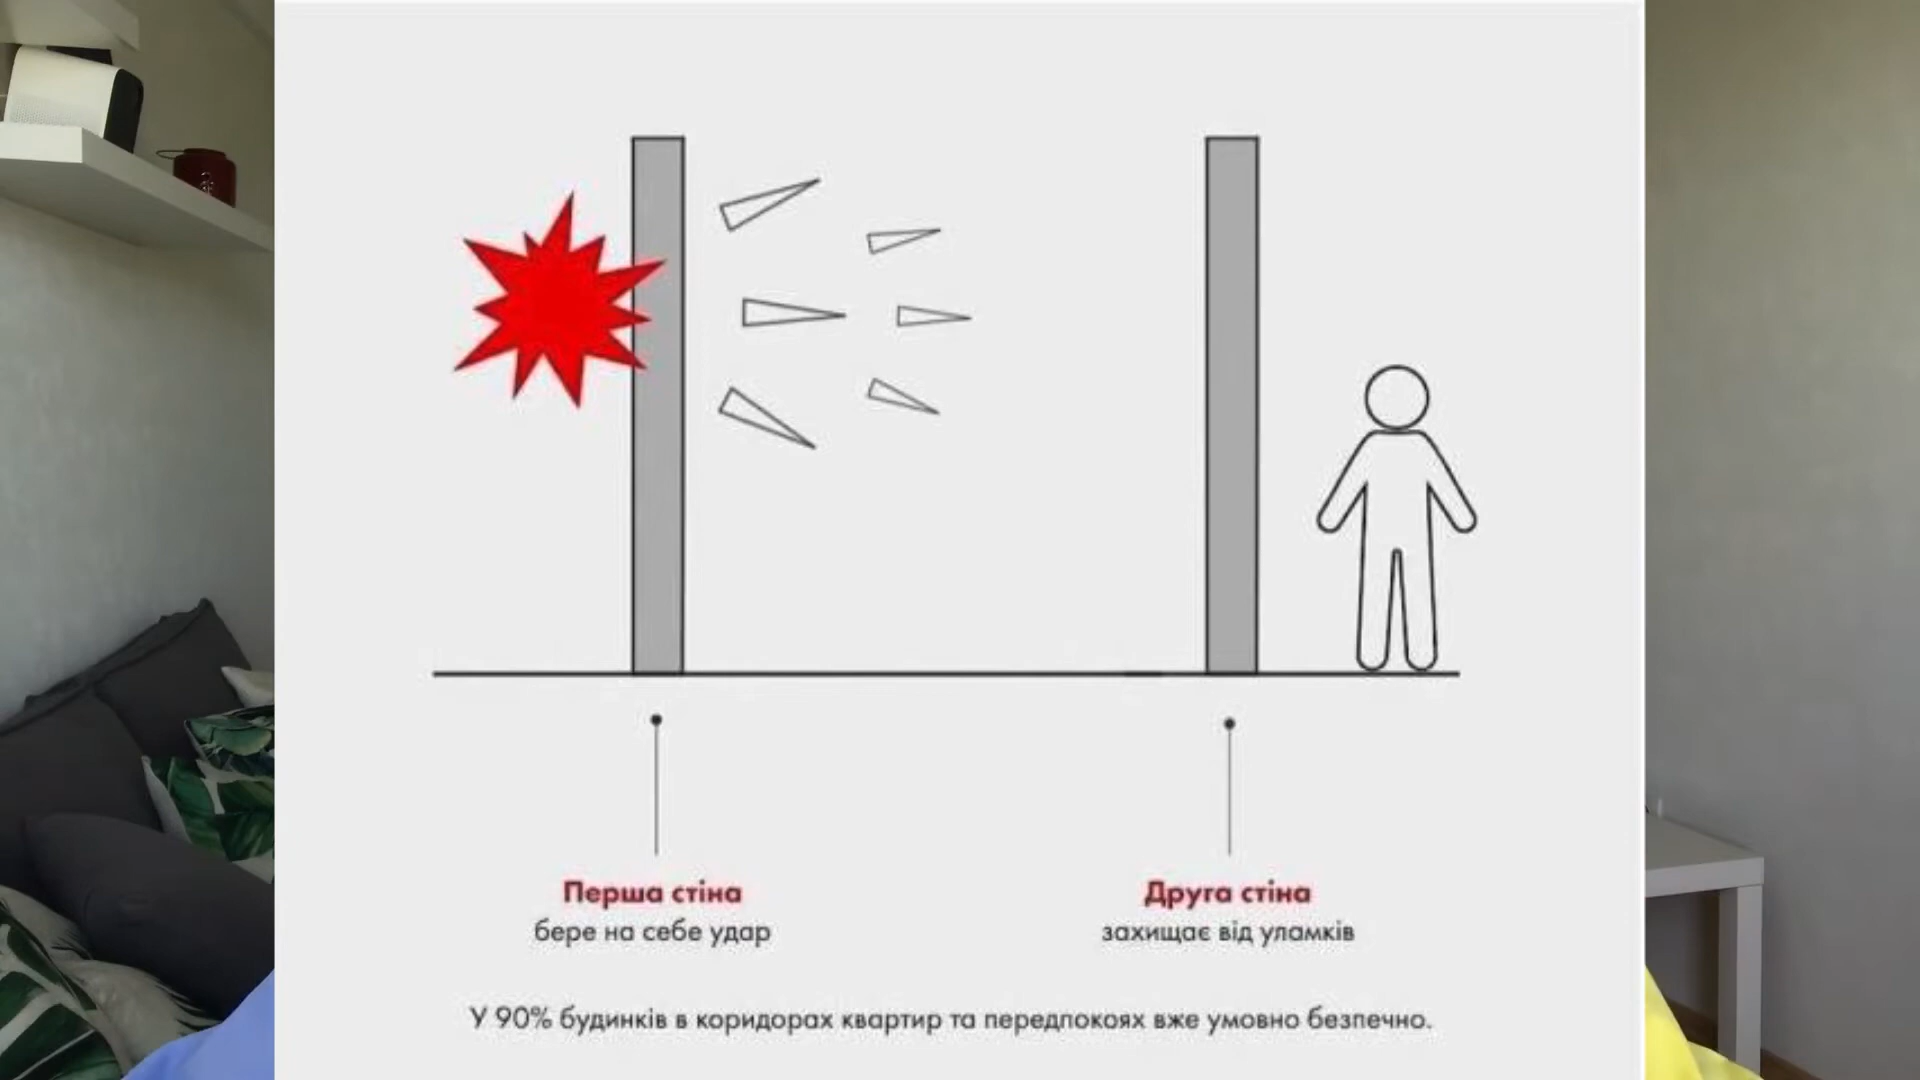 Перша стіна
бере на себе удар
Друга стіна
захищає від уламків
У 90% будинків в коридорах квартир та передпокоях вже умовно безпечно.